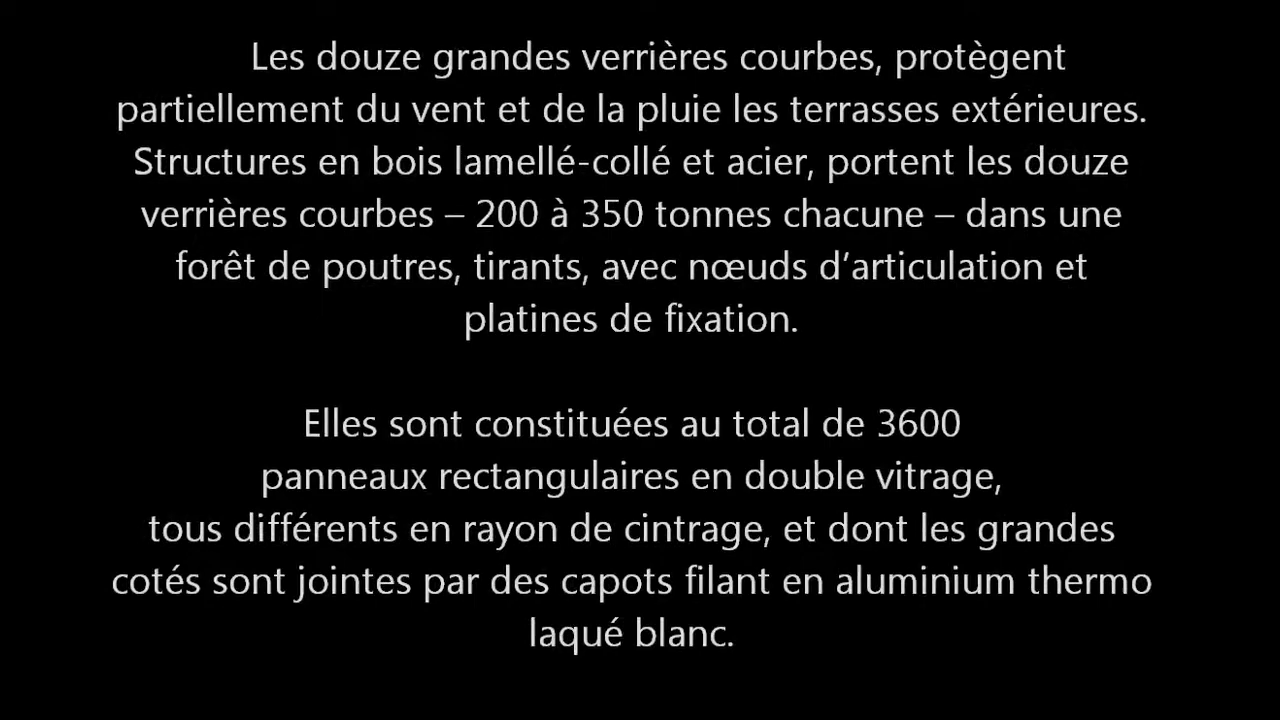 Les douze grandes verrières courbes, protègent
partiellement du vent et de la pluie les terrasses extérieures.
Structures en bois lamellé-collé et acier, portent les douze
verrières courbes – 200 à 350 tonnes chacune – dans une
forêt de poutres, tirants, avec nœuds d’articulation et
platines de fixation.
Elles sont constituées au total de 3600
panneaux rectangulaires en double vitrage,
tous différents en rayon de cintrage, et dont les grandes
cotés sont jointes par des capots filant en aluminium thermo
laqué blanc.